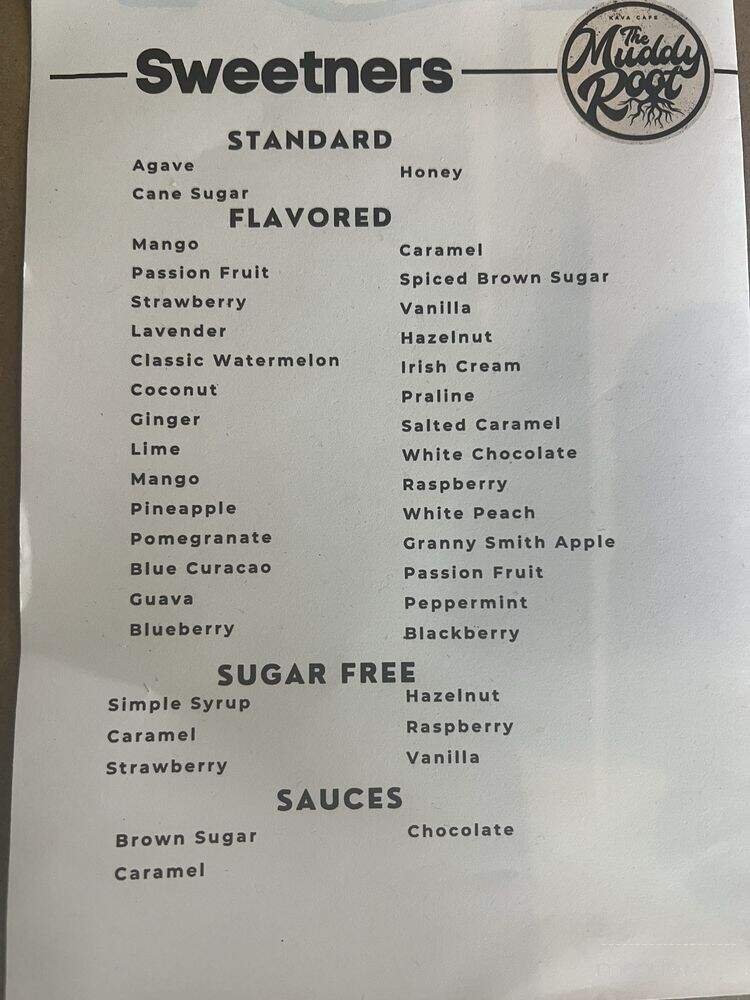 KAVA CAFE
The
Muddy
Root
Sweetners
STANDARD
Agave
Honey
Cane Sugar
FLAVORED
Mango
Passion Fruit
Strawberry
Lavender
Classic Watermelon
Coconut
Ginger
Lime
Mango
Pineapple
Pomegranate
Blue Curacao
Guava
Blueberry
Caramel
Spiced Brown Sugar
Vanilla
Hazelnut
Irish Cream
Praline
Salted Caramel
White Chocolate
Raspberry
White Peach
Granny Smith Apple
Passion Fruit
Peppermint
Blackberry
SUGAR FREE
Simple Syrup
Caramel
Strawberry
Hazelnut
Raspberry
Vanilla
SAUCES
Brown Sugar
Caramel
Chocolate